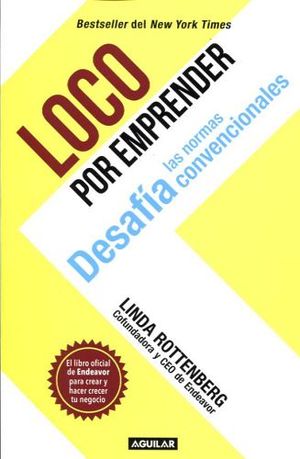 Bestseller del New York Times
LOCO
POR EMPRENDER
Desafía
las normas
convencionales
LINDA ROTTENBERG
Cofundadora y CEO de Endeavor
El libro oficial
de Endeavor
para crear y
hacer crecer
tu negocio
AGUILAR